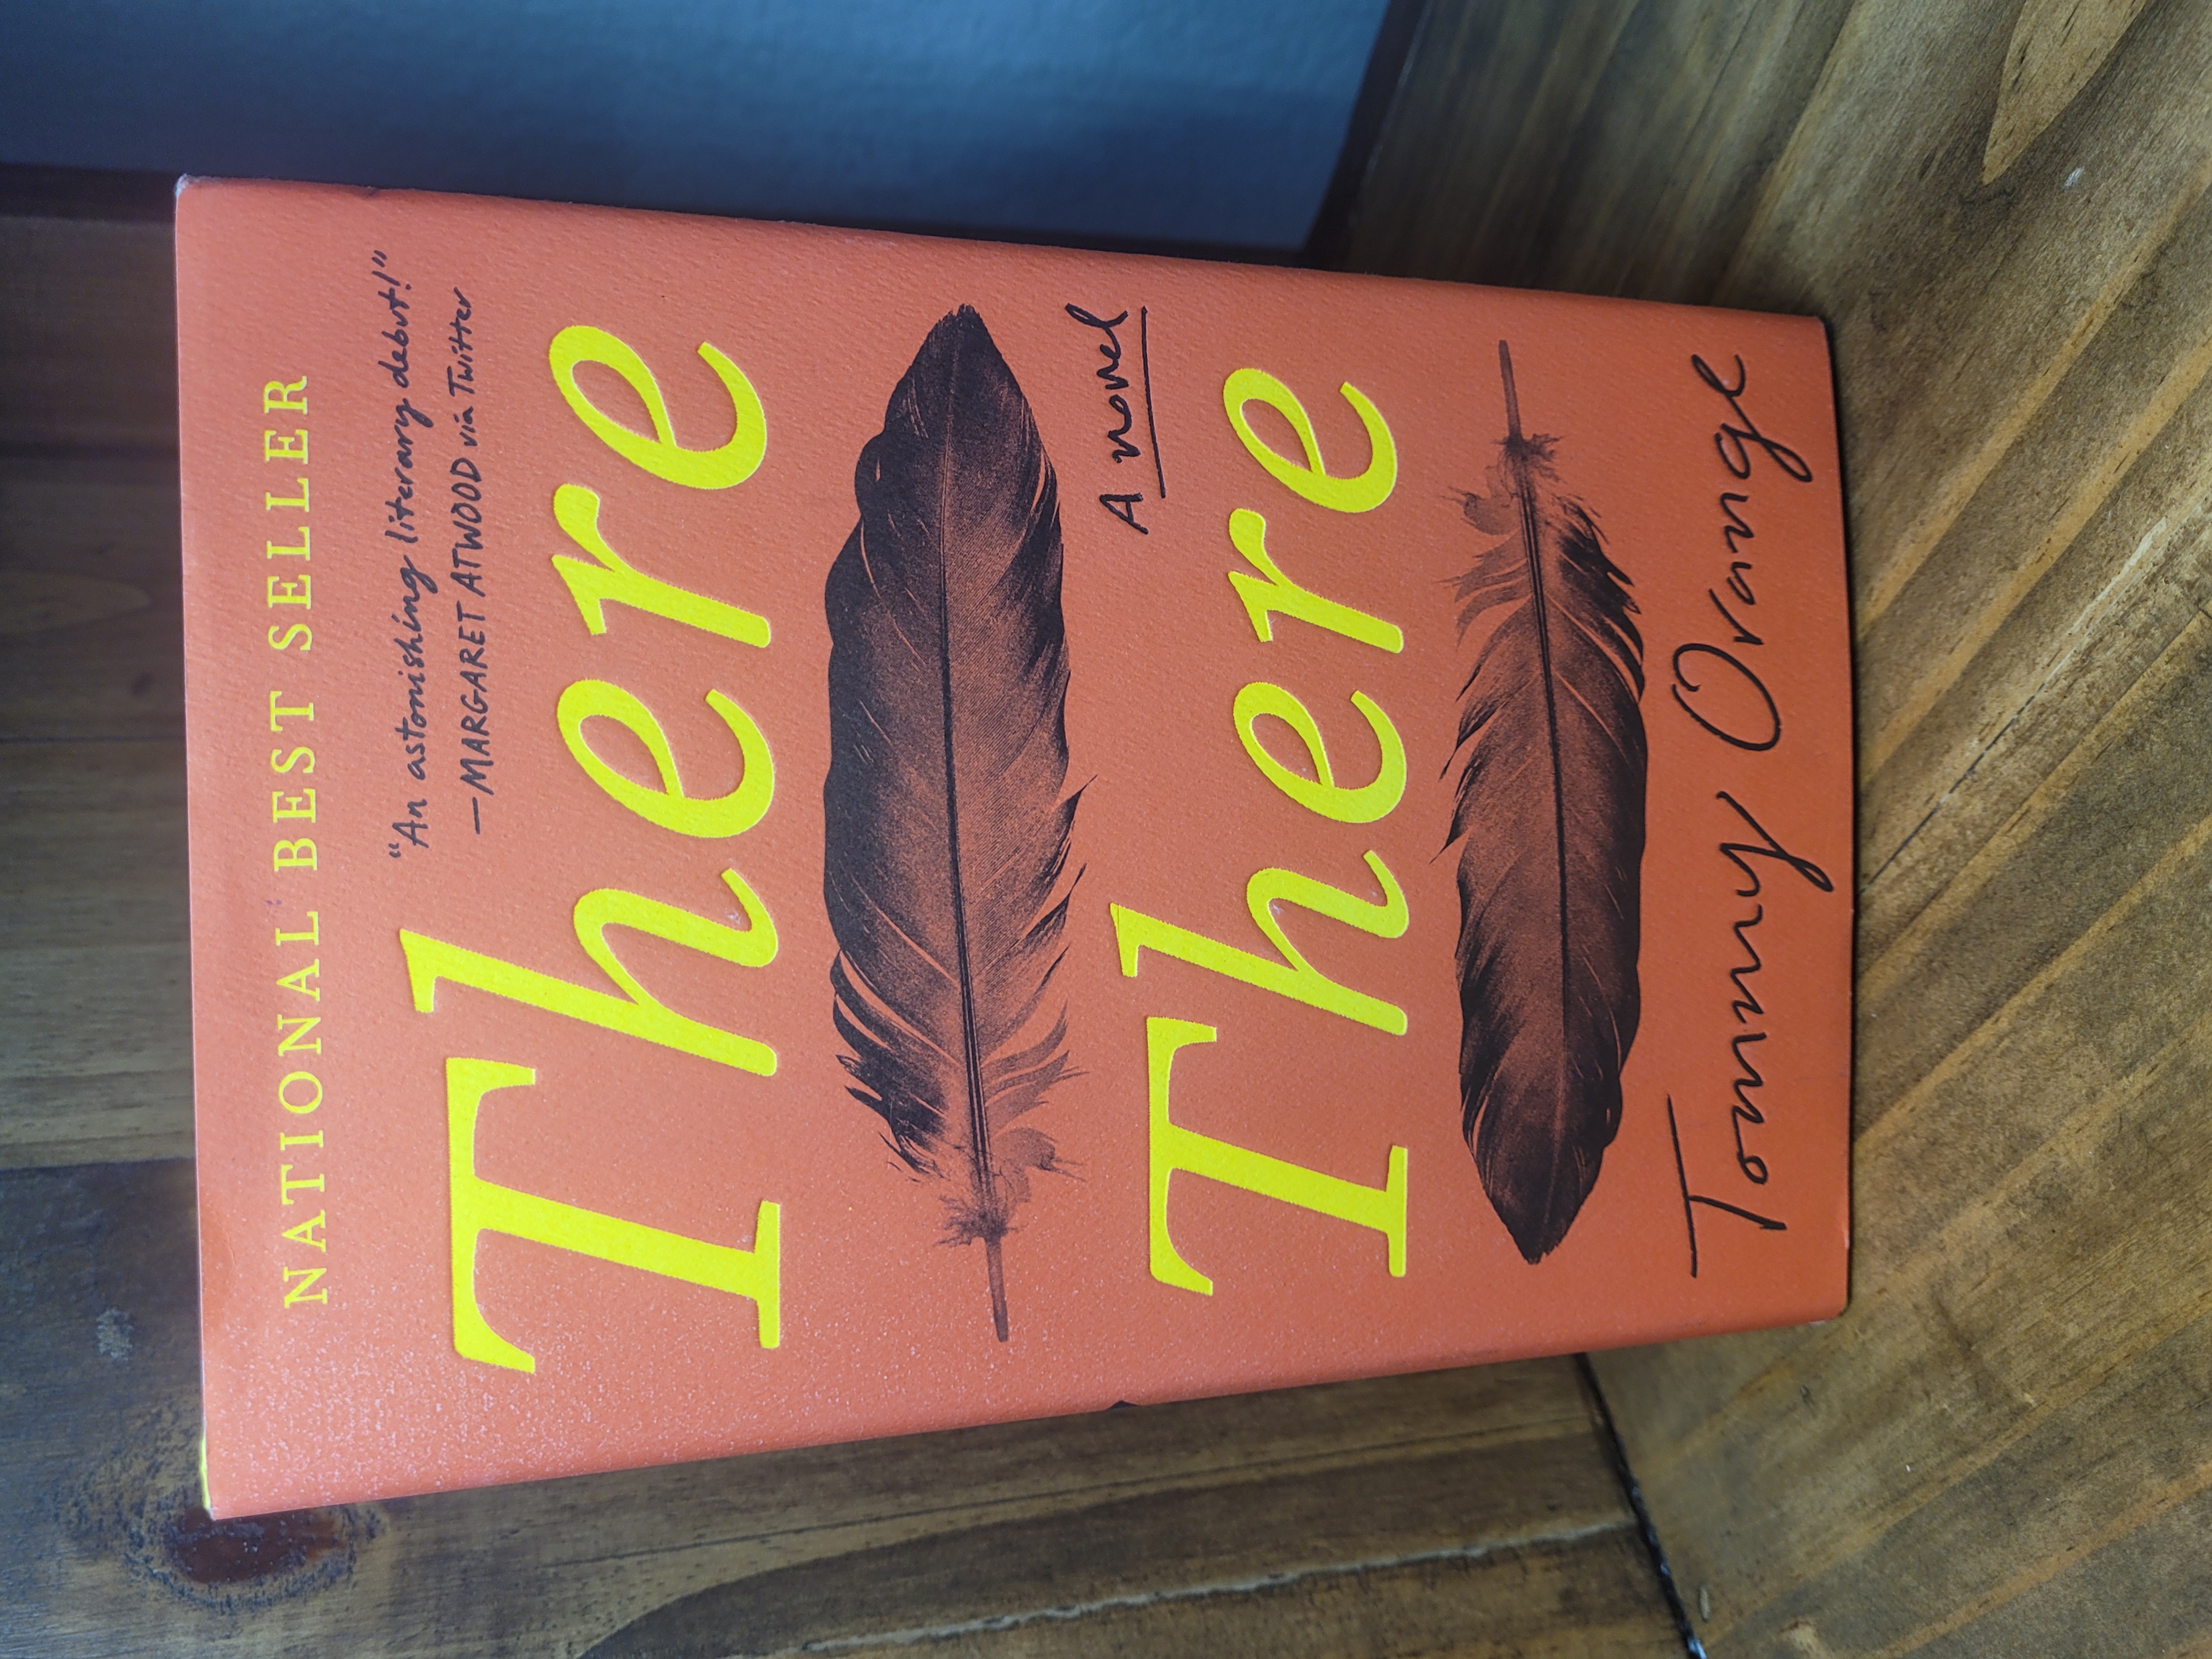 NATIONAL BEST SELLER
"An astonishing literary debut!"
—MARGARET ATWOOD via Twitter
There
A novel
There
Tommy Orange